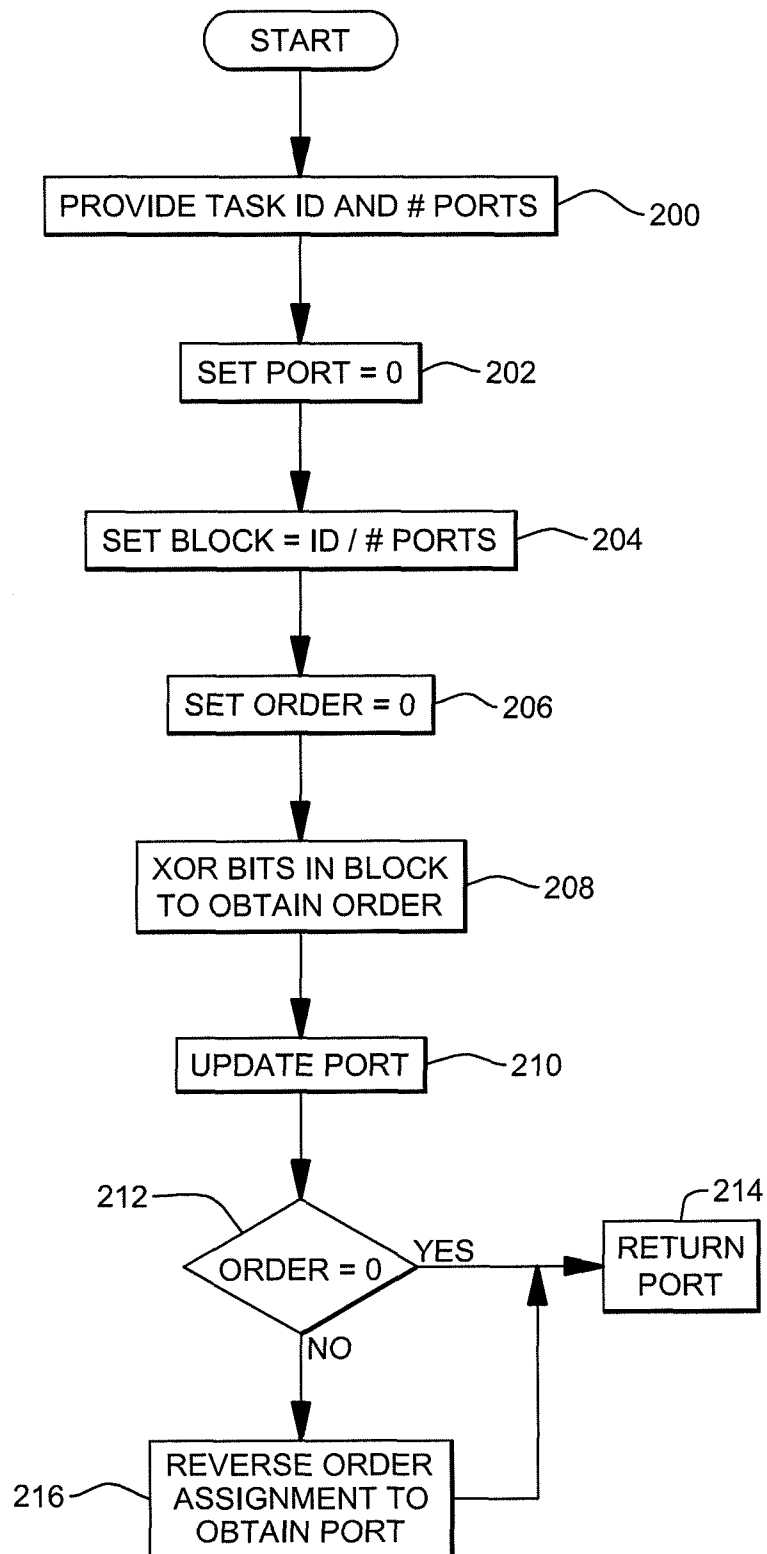 START
PROVIDE TASK ID AND # PORTS
200
SET PORT = 0
202
SET BLOCK = ID / # PORTS
204
SET ORDER = 0
206
XOR BITS IN BLOCK
TO OBTAIN ORDER
208
UPDATE PORT
210
212
ORDER = 0
YES
214
RETURN
PORT
NO
216
REVERSE ORDER
ASSIGNMENT TO
OBTAIN PORT